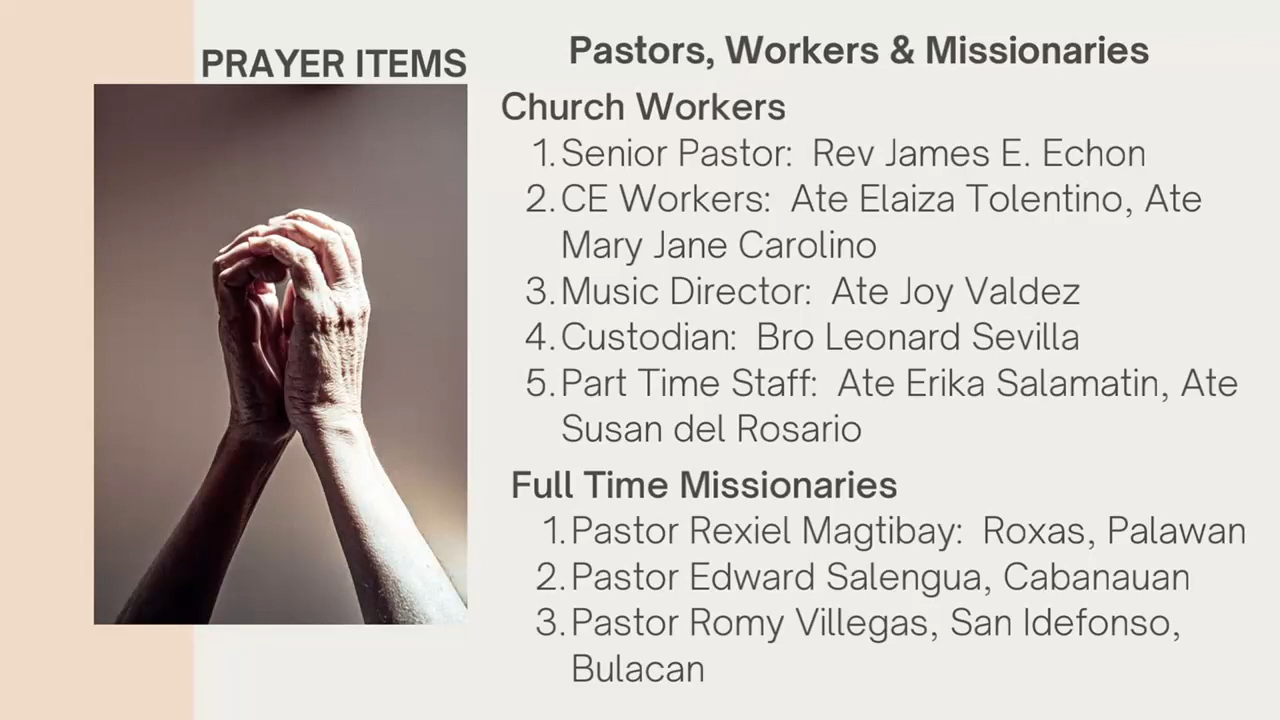 PRAYER ITEMS
Pastors, Workers & Missionaries
Church Workers
1. Senior Pastor:  Rev James E. Echon
2. CE Workers:  Ate Elaiza Tolentino, Ate
Mary Jane Carolino
3. Music Director:  Ate Joy Valdez
4. Custodian:  Bro Leonard Sevilla
5. Part Time Staff:  Ate Erika Salamatin, Ate
Susan del Rosario
Full Time Missionaries
1. Pastor Rexiel Magtibay:  Roxas, Palawan
2. Pastor Edward Salengua, Cabanauan
3. Pastor Romy Villegas, San Idefonso,
Bulacan